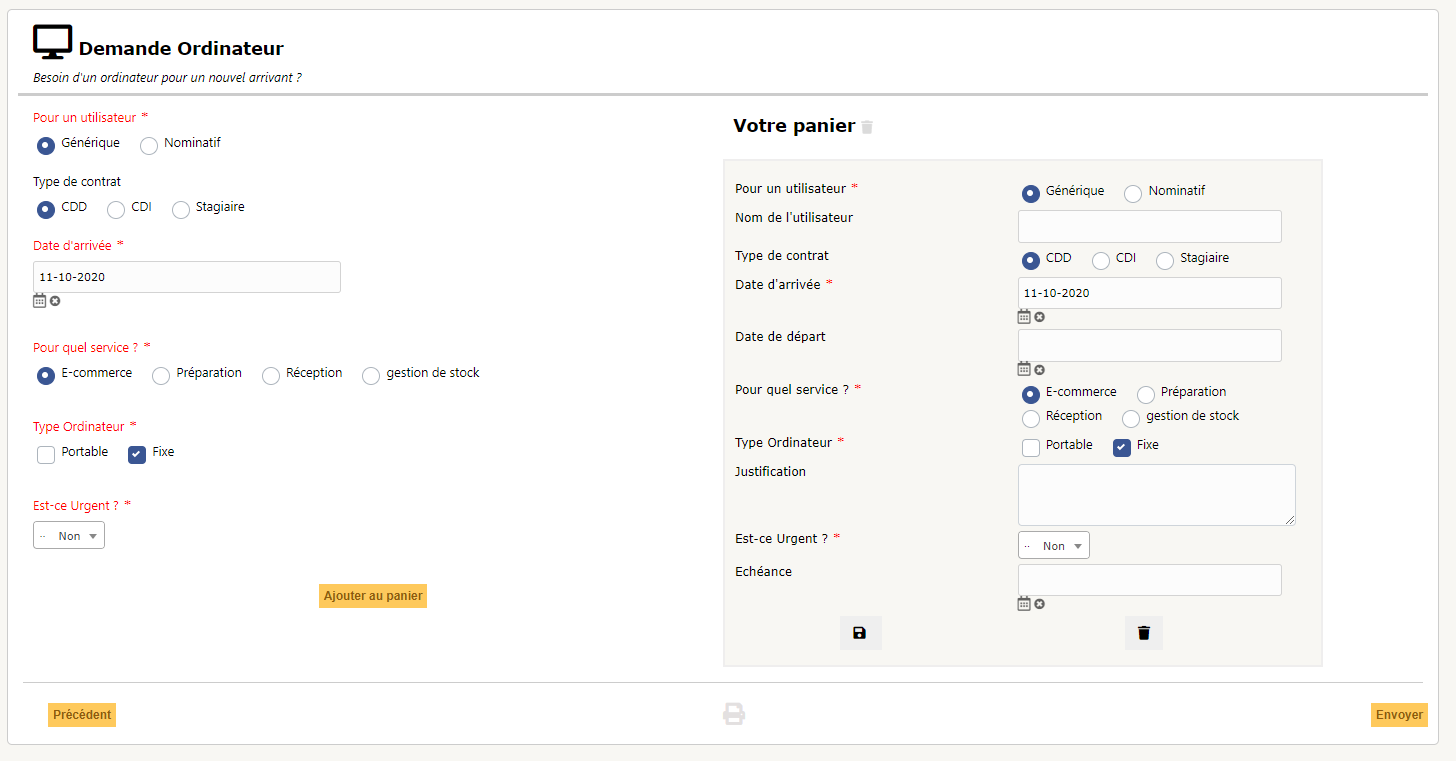 Demande Ordinateur
Besoin d'un ordinateur pour un nouvel arrivant ?
Pour un utilisateur *
Générique Nominatif
Type de contrat
CDD CDI Stagiaire
Date d'arrivée *
11-10-2020
Pour quel service ? *
E-commerce Préparation Réception gestion de stock
Type Ordinateur *
Portable Fixe
Est-ce Urgent ? *
·· Non
Ajouter au panier
Votre panier
Pour un utilisateur * Générique Nominatif
Nom de l'utilisateur
Type de contrat CDD CDI Stagiaire
Date d'arrivée * 11-10-2020
Date de départ
Pour quel service ? * E-commerce Préparation
Réception gestion de stock
Type Ordinateur * Portable Fixe
Justification
Est-ce Urgent ? * ·· Non
Echéance
Précédent
Envoyer